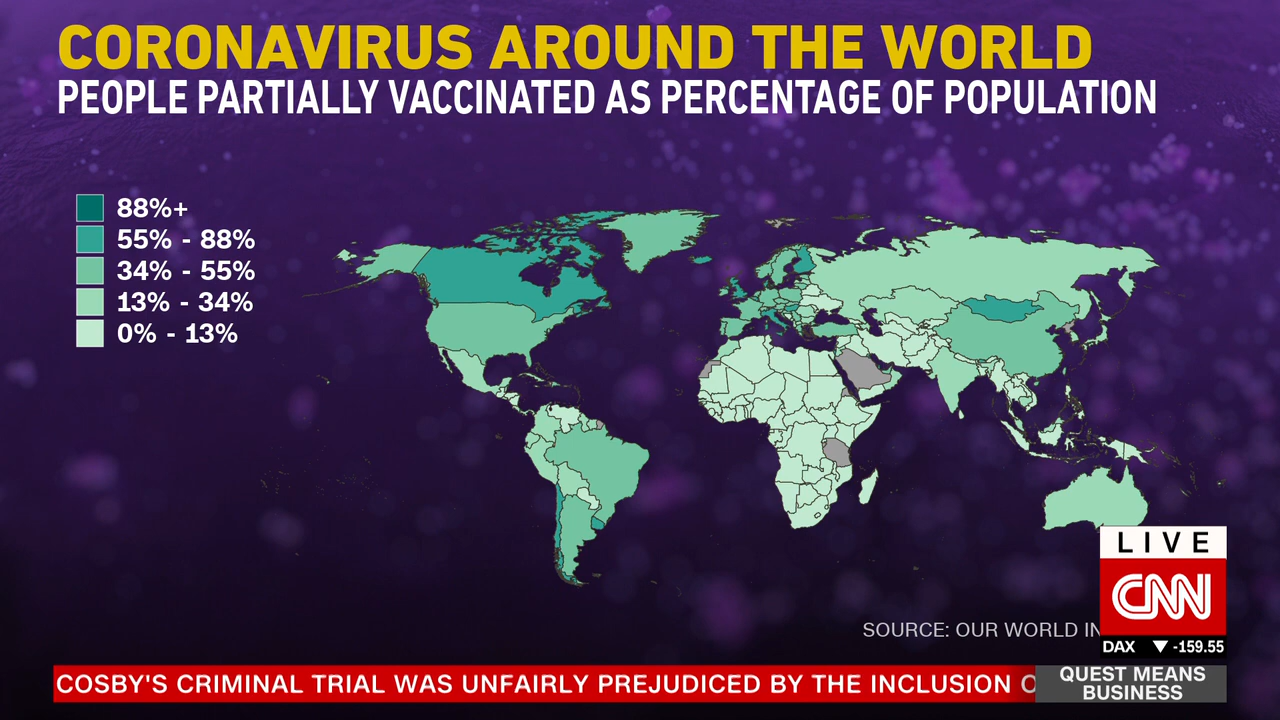 CORONAVIRUS AROUND THE WORLD
PEOPLE PARTIALLY VACCINATED AS PERCENTAGE OF POPULATION
88%+
55% - 88%
34% - 55%
13% - 34%
0% - 13%
LIVE
CNN
SOURCE: OUR WORLD IN
DAX ▼ -159.55
COSBY'S CRIMINAL TRIAL WAS UNFAIRLY PREJUDICED BY THE INCLUSION
QUEST MEANS
BUSINESS